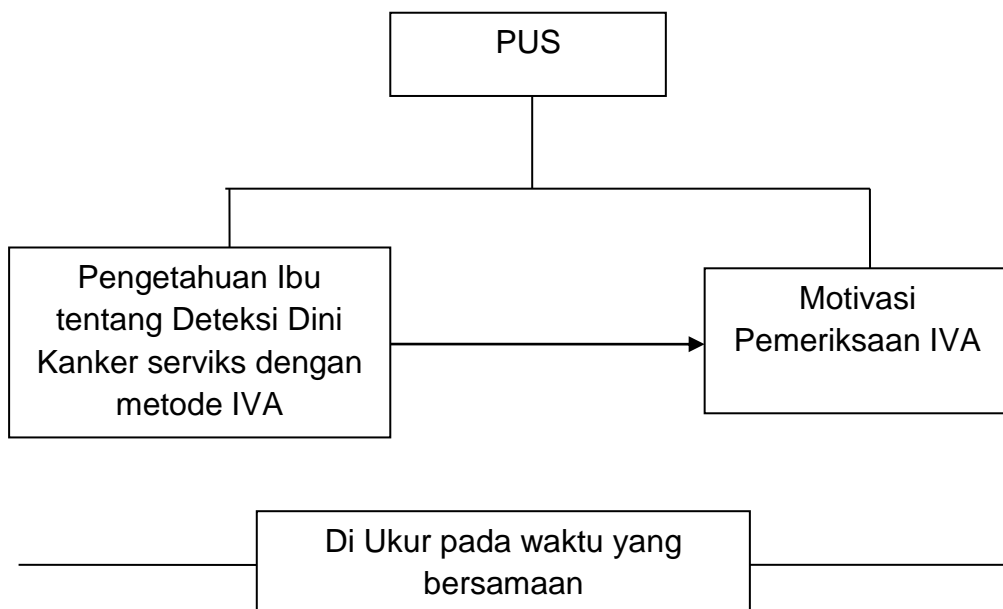 PUS
Pengetahuan Ibu
tentang Deteksi Dini
Kanker serviks dengan
metode IVA
Motivasi
Pemeriksaan IVA
Di Ukur pada waktu yang
bersamaan